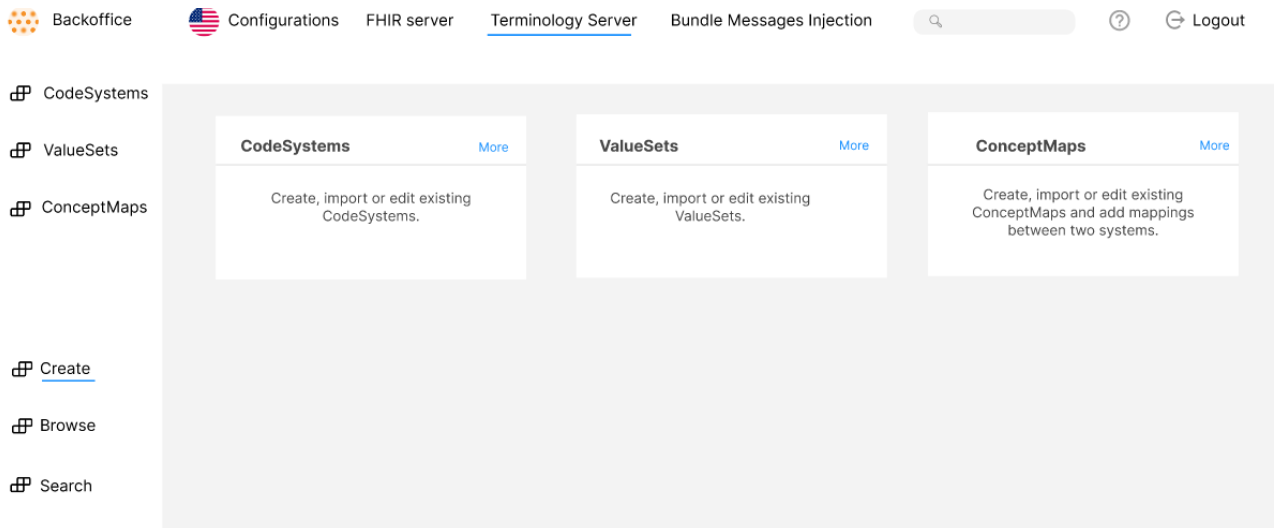 Backoffice
Configurations
FHIR server
Terminology Server
Bundle Messages Injection
Logout
CodeSystems
ValueSets
ConceptMaps
Create
Browse
Search
CodeSystems
More
Create, import or edit existing
CodeSystems.
ValueSets
More
Create, import or edit existing
ValueSets.
ConceptMaps
More
Create, import or edit existing
ConceptMaps and add mappings
between two systems.